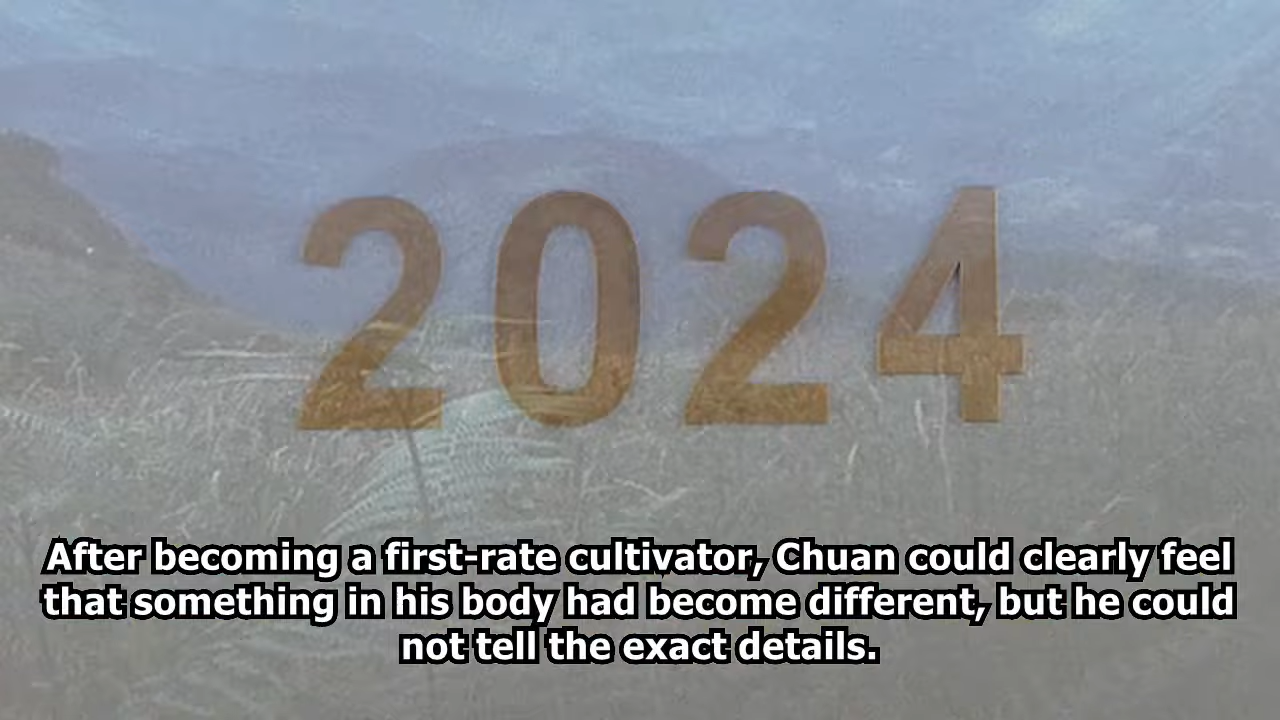 2024
After becoming a first-rate cultivator, Chuan could clearly feel
that something in his body had become different, but he could
not tell the exact details.